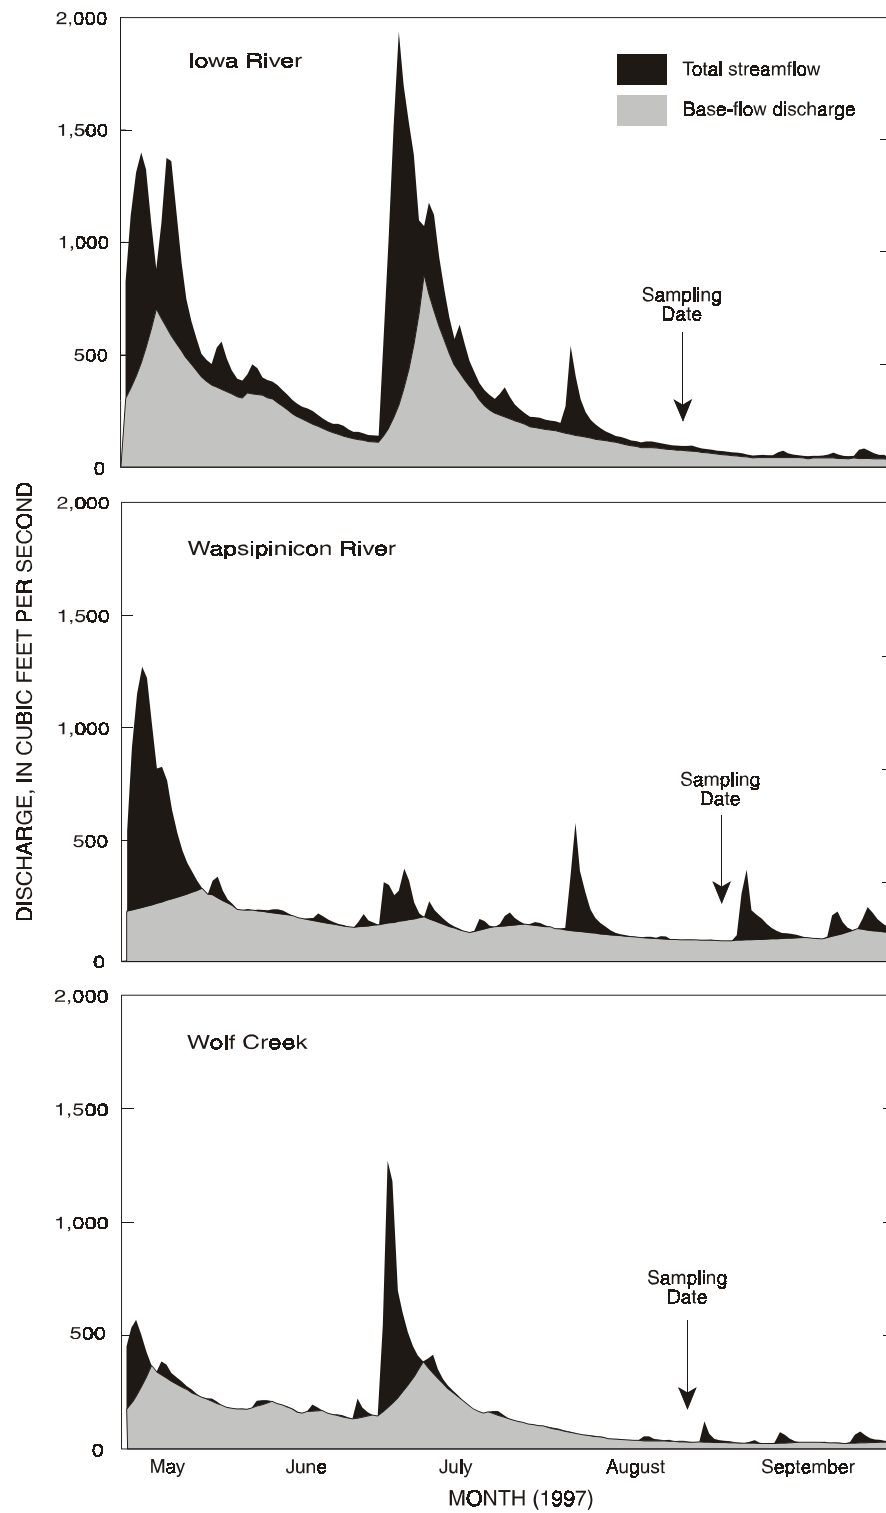 2,000
Iowa River
Total streamflow
Base-flow discharge
1,500
1,000
Sampling
Date
500
0
DISCHARGE, IN CUBIC FEET PER SECOND
2,000
Wapsipinicon River
1,500
1,000
Sampling
Date
500
0
2,000
Wolf Creek
1,500
1,000
Sampling
Date
500
0
May June July August September
MONTH (1997)